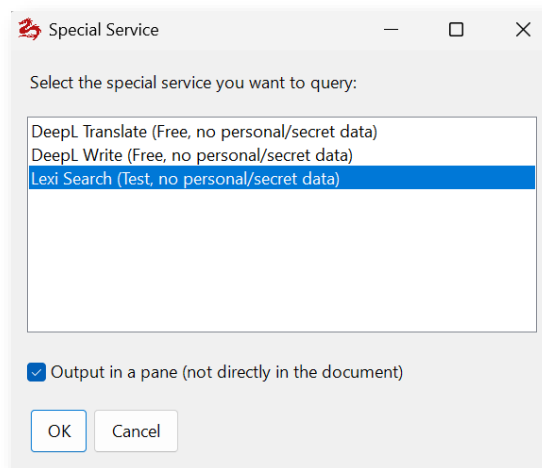 Special Service
Select the special service you want to query:
DeepL Translate (Free, no personal/secret data)
DeepL Write (Free, no personal/secret data)
Lexi Search (Test, no personal/secret data)
Output in a pane (not directly in the document)
OK Cancel